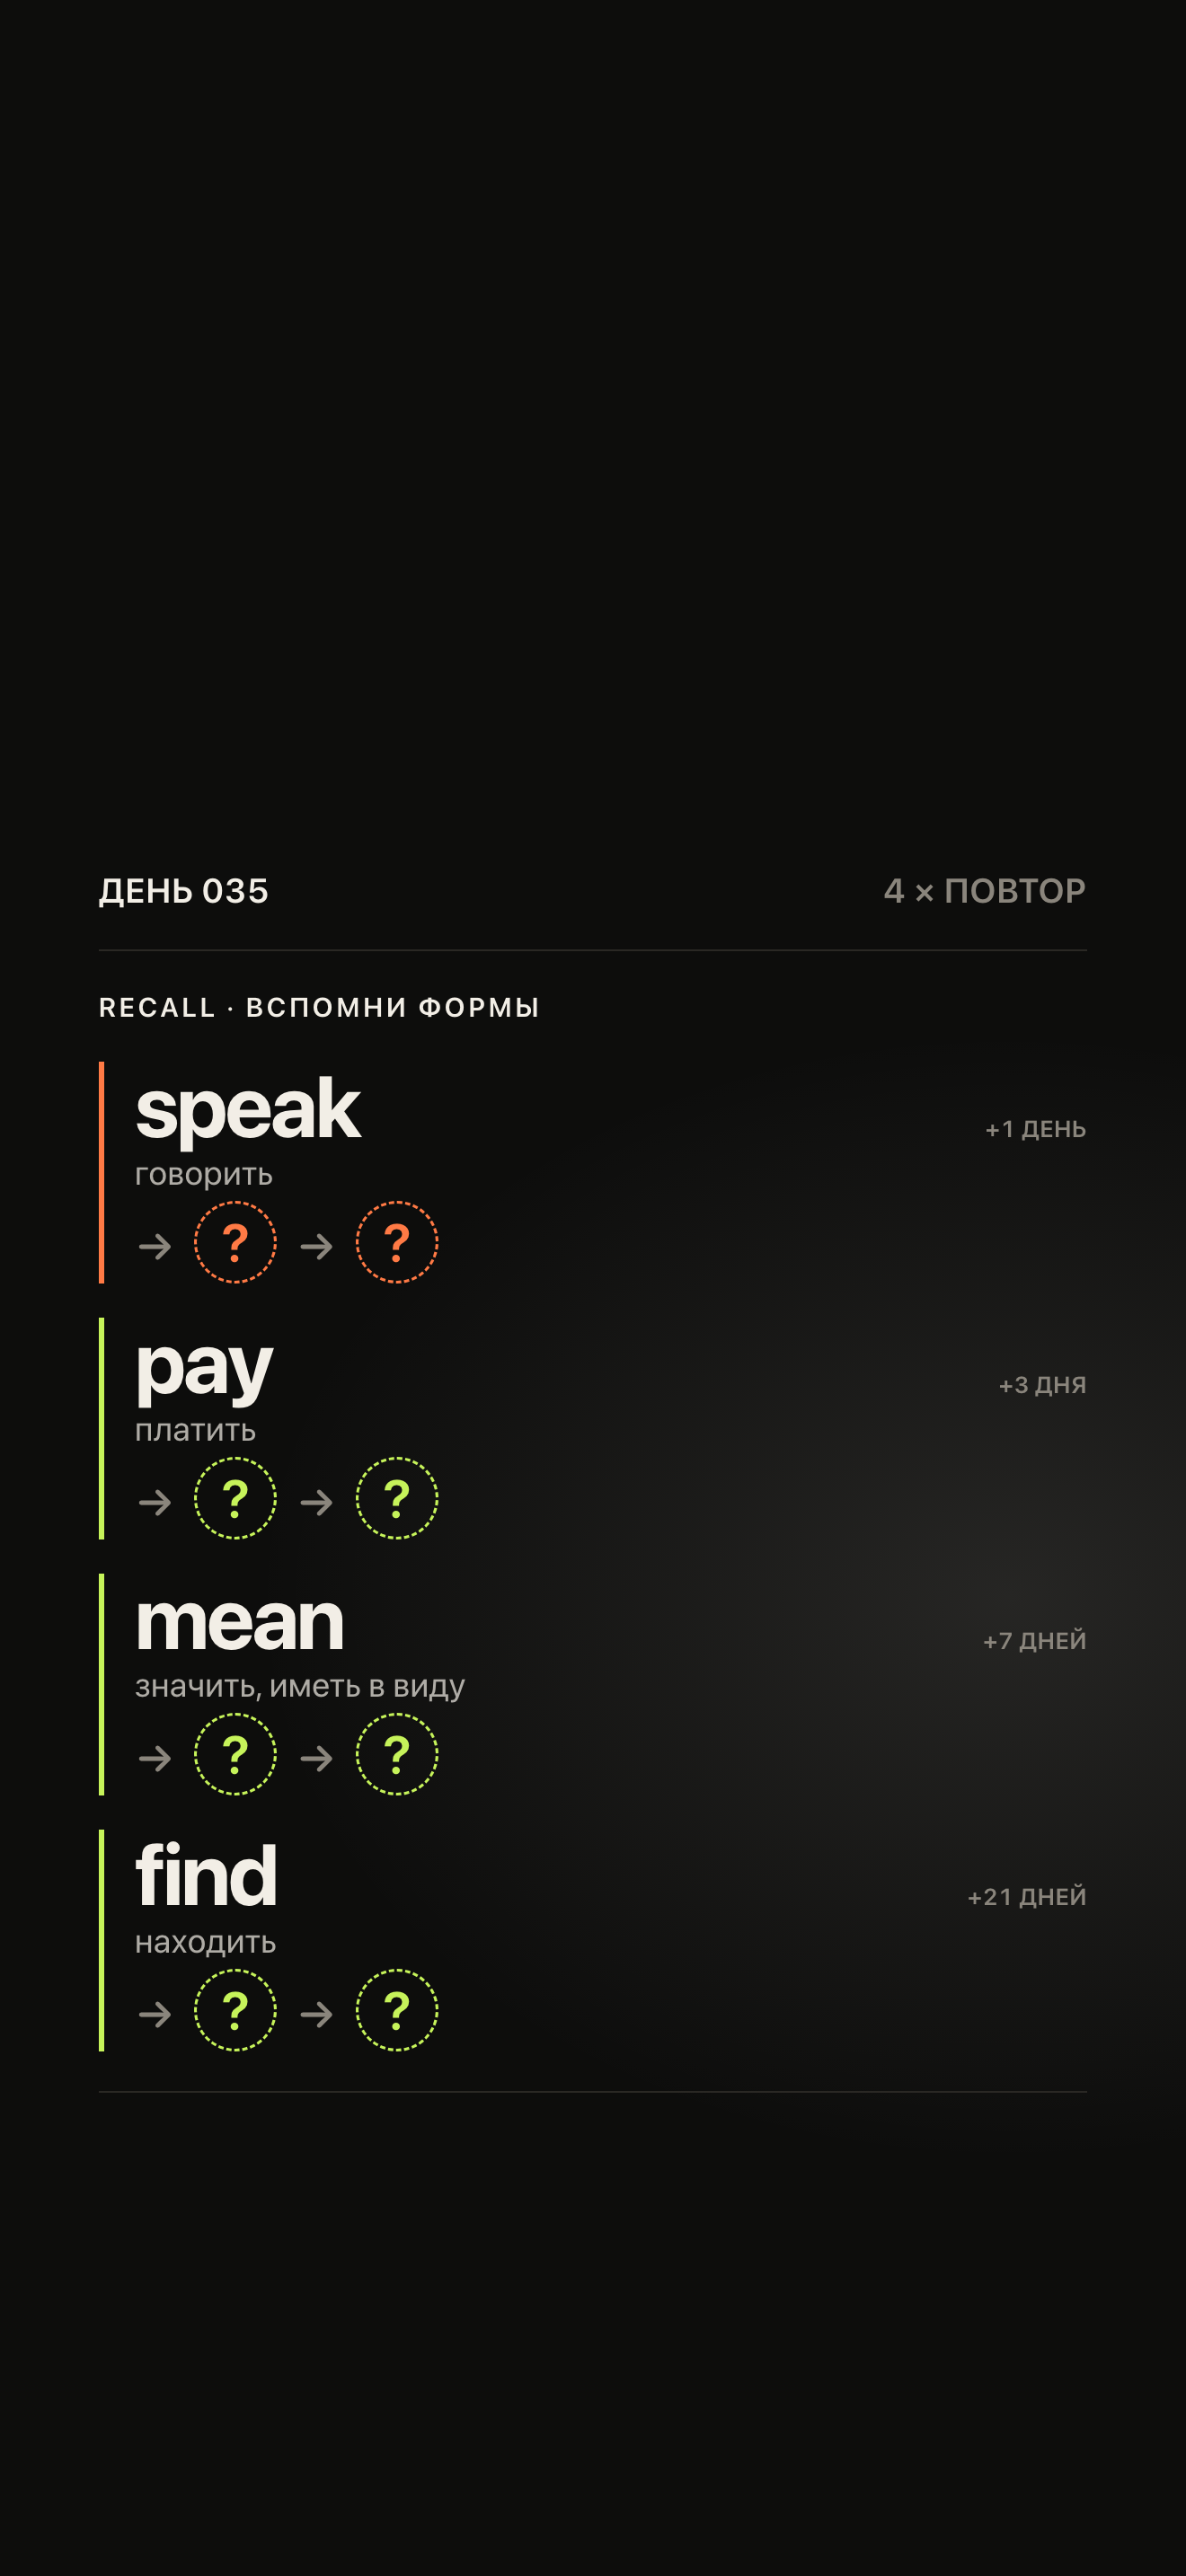 ДЕНЬ 035
4 × ПОВТОР
RECALL · ВСПОМНИ ФОРМЫ
speak
+1 ДЕНЬ
говорить
→ ? → ?
pay
+3 ДНЯ
платить
→ ? → ?
mean
+7 ДНЕЙ
значить, иметь в виду
→ ? → ?
find
+21 ДНЕЙ
находить
→ ? → ?